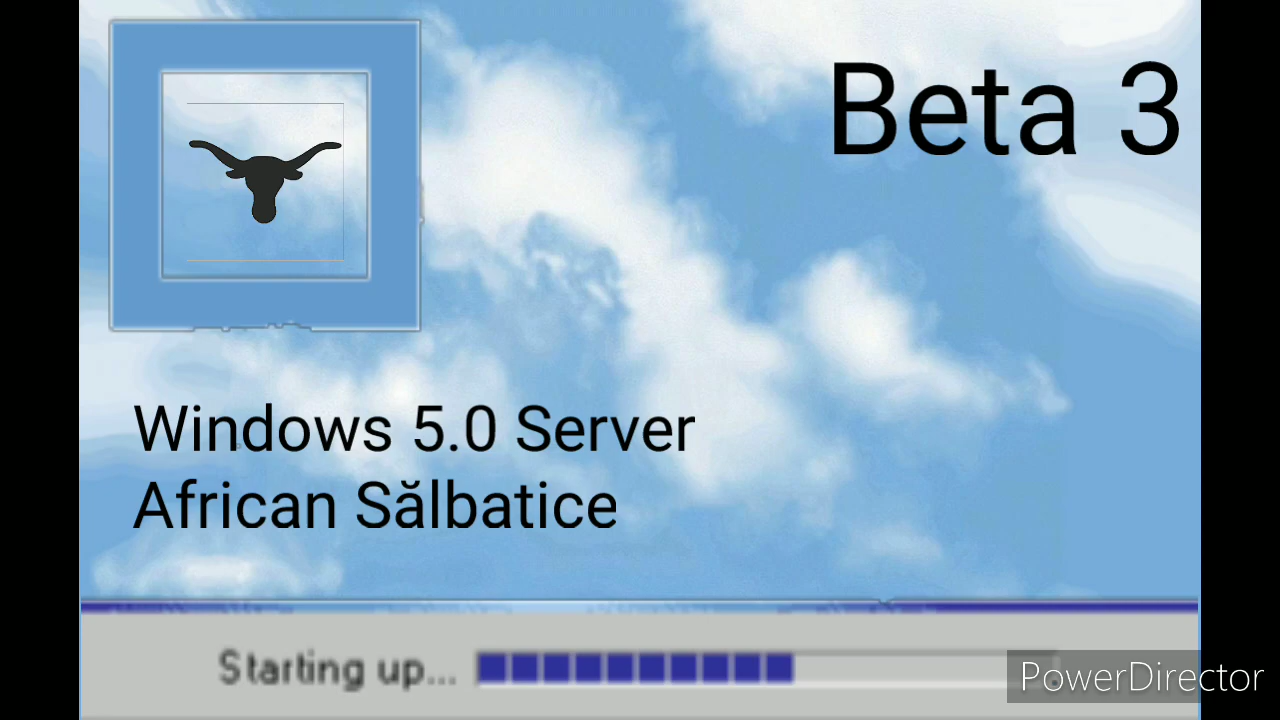 Beta 3
Windows 5.0 Server
African Sălbatice
Starting up...
PowerDirector